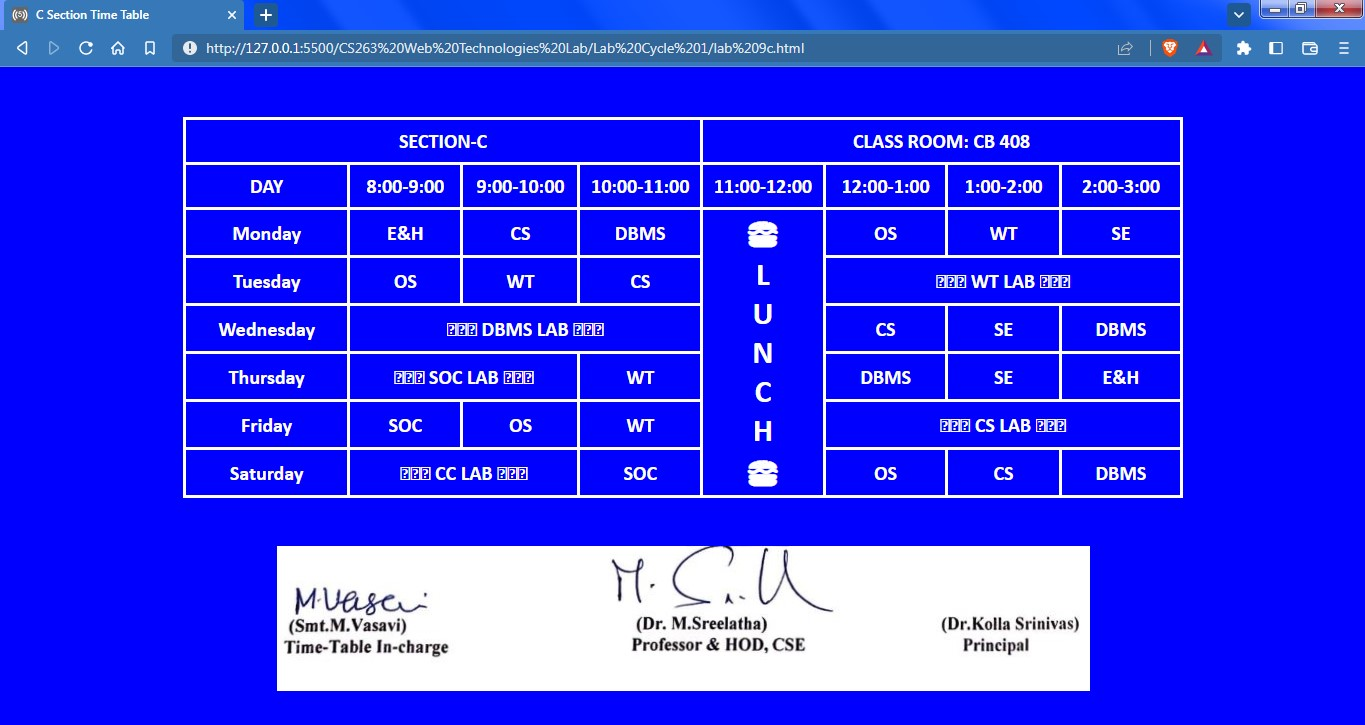 C Section Time Table
http://127.0.0.1:5500/CS263%20Web%20Technologies%20Lab/Lab%20Cycle%201/lab%209c.html
SECTION-C CLASS ROOM: CB 408
DAY 8:00-9:00 9:00-10:00 10:00-11:00 11:00-12:00 12:00-1:00 1:00-2:00 2:00-3:00
Monday E&H CS DBMS OS WT SE
Tuesday OS WT CS WT LAB
Wednesday DBMS LAB CS SE DBMS
Thursday SOC LAB WT DBMS SE E&H
Friday SOC OS WT CS LAB
Saturday CC LAB SOC OS CS DBMS
L
U
N
C
H
M.Vasavi
(Smt.M.Vasavi) (Dr. M.Sreelatha) (Dr.Kolla Srinivas)
Time-Table In-charge Professor & HOD, CSE Principal